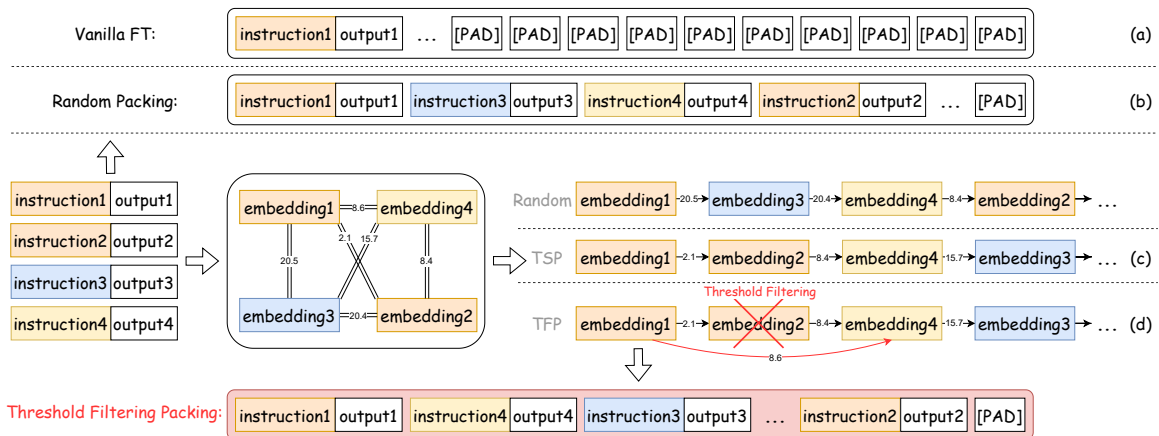 Vanilla FT: instruction1 output1 ... [PAD] [PAD] [PAD] [PAD] [PAD] [PAD] [PAD] [PAD] [PAD] [PAD] (a)
Random Packing: instruction1 output1 instruction3 output3 instruction4 output4 instruction2 output2 ... [PAD] (b)
instruction1 output1
instruction2 output2
instruction3 output3
instruction4 output4
embedding1 8.6 embedding4
2.1 15.7
20.5 8.4
embedding3 20.4 embedding2
Random embedding1 20.5 embedding3 20.4 embedding4 8.4 embedding2 ...
TSP embedding1 2.1 embedding2 8.4 embedding4 15.7 embedding3 ... (c)
Threshold Filtering
TFP embedding1 2.1 embedding2 8.4 embedding4 15.7 embedding3 ... (d)
8.6
Threshold Filtering Packing: instruction1 output1 instruction4 output4 instruction3 output3 ... instruction2 output2 [PAD]